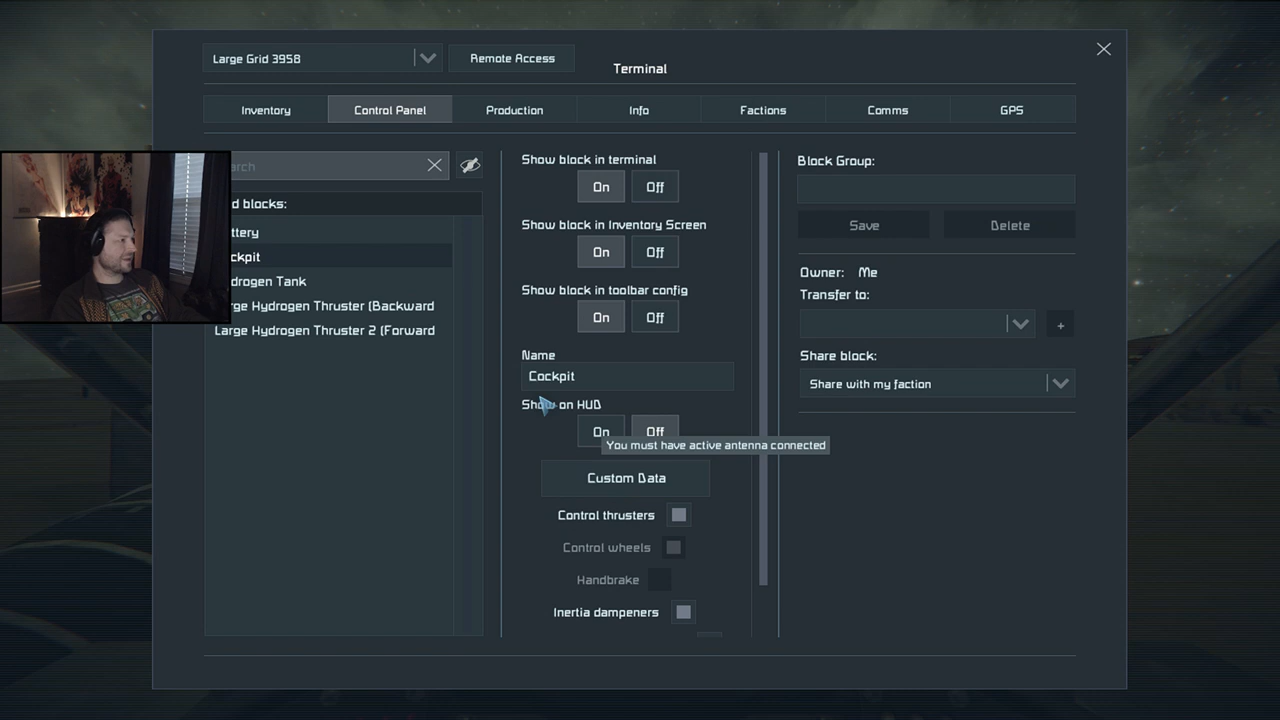 Large Grid 3958
Remote Access
Terminal
Inventory
Control Panel
Production
Info
Factions
Comms
GPS
arch
d blocks:
ttery
ckpit
drogen Tank
ge Hydrogen Thruster (Backward
Large Hydrogen Thruster 2 (Forward
Show block in terminal
On Off
Show block in Inventory Screen
On Off
Show block in toolbar config
On Off
Name
Cockpit
Show on HUD
On Off
You must have active antenna connected
Custom Data
Control thrusters
Control wheels
Handbrake
Inertia dampeners
Block Group:
Save Delete
Owner: Me
Transfer to:
+
Share block:
Share with my faction